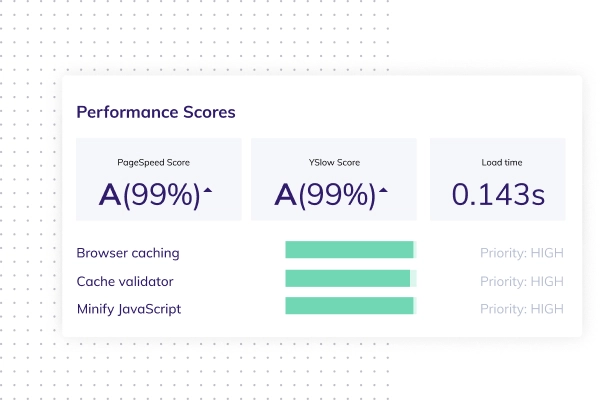 Performance Scores
PageSpeed Score
YSlow Score
Load time
A(99%)
A(99%)
0.143s
Browser caching
Priority: HIGH
Cache validator
Priority: HIGH
Minify JavaScript
Priority: HIGH